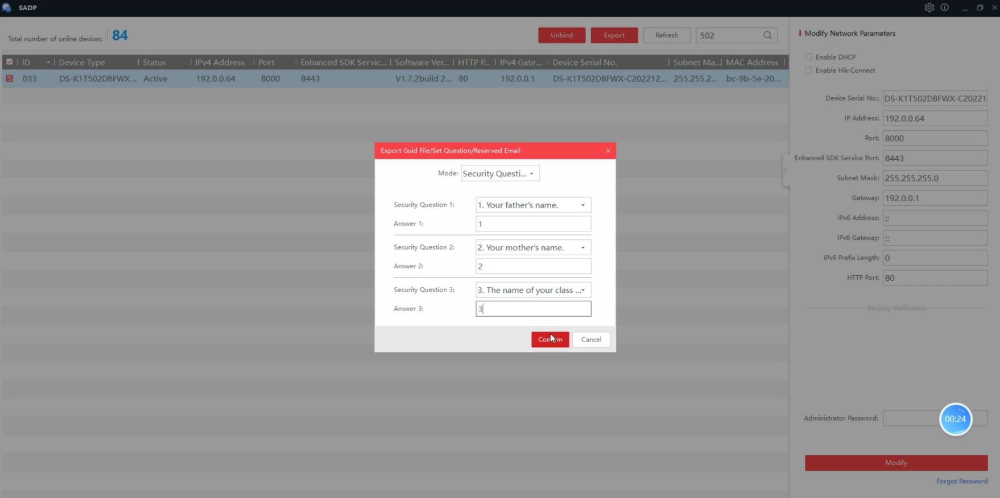 SADP
Total number of online devices: 84
Unbind
Export
Refresh
502
ID
Device Type
Status
IPv4 Address
Port
Enhanced SDK Servic...
Software Ver...
HTTP P...
IPv4 Gate...
Device Serial No.
Subnet Ma...
MAC Address
033
DS-K1T502DBFWX...
Active
192.0.0.64
8000
8443
V1.7.2build 2...
80
192.0.0.1
DS-K1T502DBFWX-C202212...
255.255.2...
bc-9b-5e-20...
Export Guid File/Set Question/Reserved Email
Mode: Security Questi...
Security Question 1: 1. Your father's name.
Answer 1: 1
Security Question 2: 2. Your mother's name.
Answer 2: 2
Security Question 3: 3. The name of your class ...
Answer 3: 3
Confirm
Cancel
Modify Network Parameters
Enable DHCP
Enable Hik-Connect
Device Serial No.: DS-K1T502DBFWX-C20221
IP Address: 192.0.0.64
Port: 8000
Enhanced SDK Service Port: 8443
Subnet Mask: 255.255.255.0
Gateway: 192.0.0.1
IPv6 Address: ::
IPv6 Gateway: ::
IPv6 Prefix Length: 0
HTTP Port: 80
Security Verification
Administrator Password:
00:24
Modify
Forgot Password